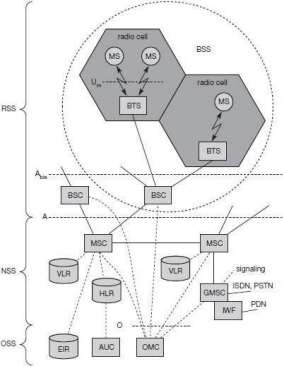 radio cell
BSS
MS
MS
radio cell
RSS
Um
MS
BTS
BTS
Abis
BSC
BSC
A
MSC
MSC
VLR
VLR
signaling
NSS
HLR
ISDN, PSTN
GMSC
PDN
IWF
O
OSS
EIR
AUC
OMC